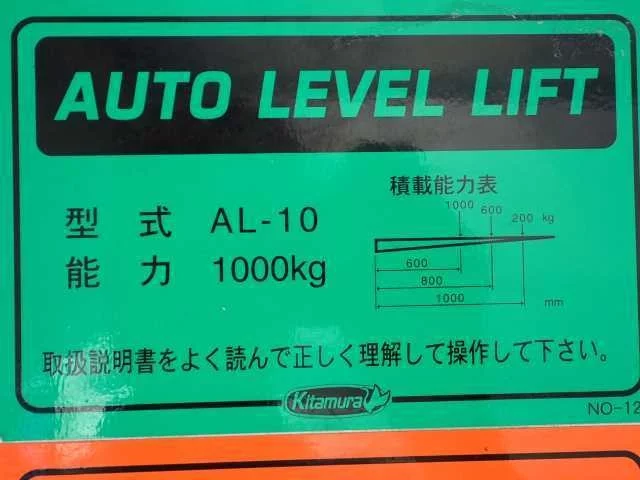 AUTO LEVEL LIFT
型式 AL-10
能力 1000kg
積載能力表
1000 600 200 kg
600
800
1000 mm
取扱説明書をよく読んで正しく理解して操作して下さい。
Kitamura
NO-12